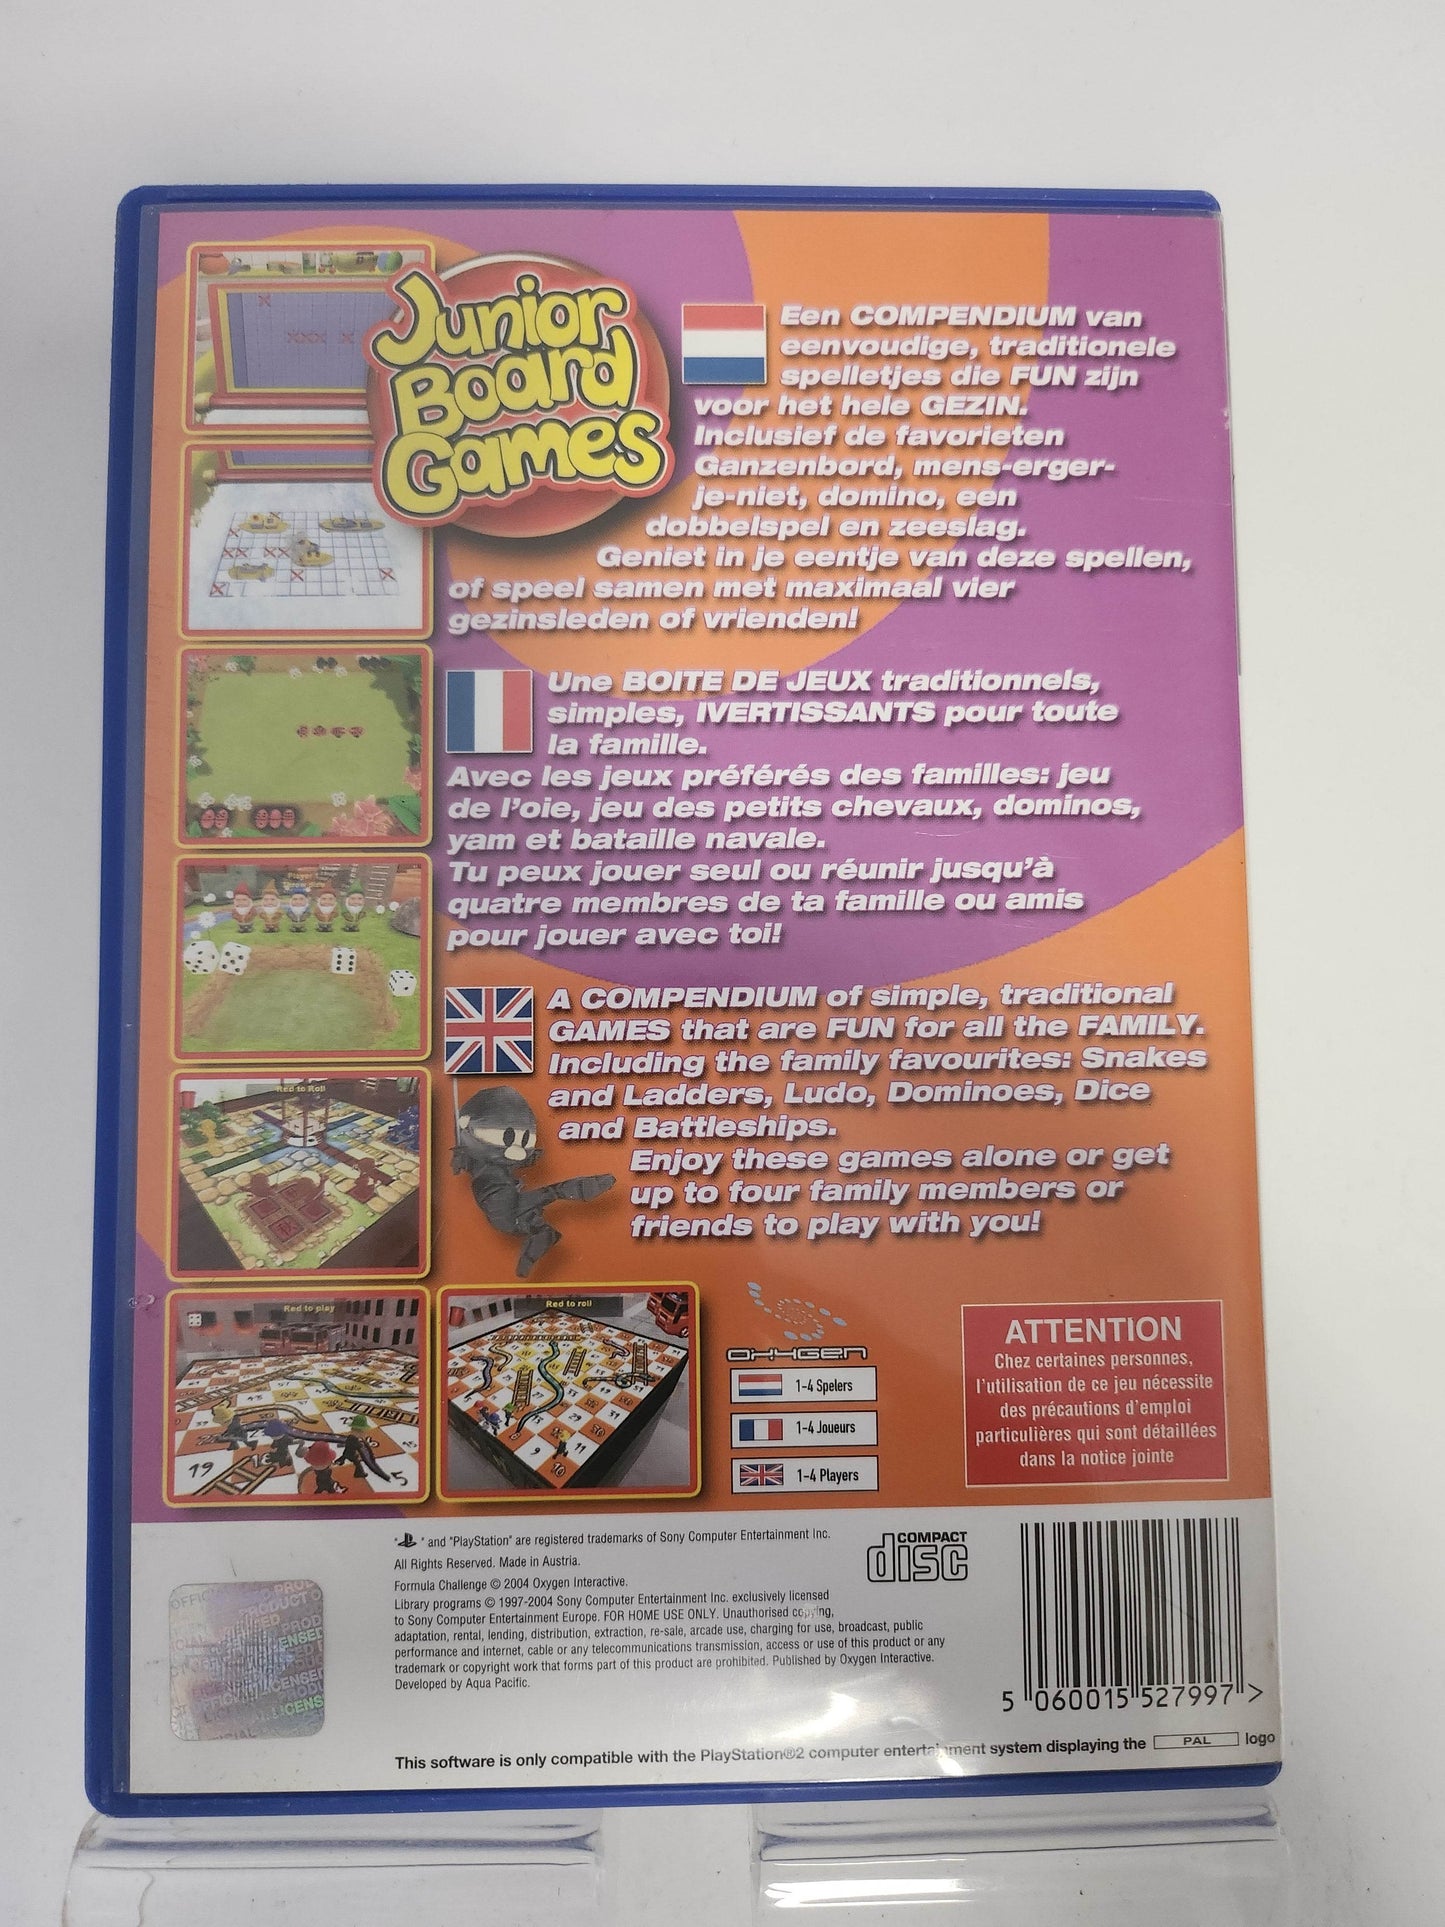 Junior
Board
Games
Een COMPENDIUM van
eenvoudige, traditionele
spelletjes die FUN zijn
voor het hele GEZIN.
Inclusief de favorieten
Ganzenbord, mens-erger-
je-niet, domino, een
dobbelspel en zeeslag.
Geniet in je eentje van deze spellen,
of speel samen met maximaal vier
gezinsleden of vrienden!
Une BOITE DE JEUX traditionnels,
simples, IVERTISSANTS pour toute
la famille.
Avec les jeux préférés des familles: jeu
de l'oie, jeu des petits chevaux, dominos,
yam et bataille navale.
Tu peux jouer seul ou réunir jusqu'à
quatre membres de ta famille ou amis
pour jouer avec toi!
A COMPENDIUM of simple, traditional
GAMES that are FUN for all the FAMILY.
Including the family favourites: Snakes
and Ladders, Ludo, Dominoes, Dice
and Battleships.
Enjoy these games alone or get
up to four family members or
friends to play with you!
Red to Roll
Red to play
Red to roll
OXYGEN
1-4 Spelers
1-4 Joueurs
1-4 Players
ATTENTION
Chez certaines personnes,
l'utilisation de ce jeu nécessite
des précautions d'emploi
particulières qui sont détaillées
dans la notice jointe
" " and "PlayStation" are registered trademarks of Sony Computer Entertainment Inc.
All Rights Reserved. Made in Austria.
Formula Challenge © 2004 Oxygen Interactive.
Library programs © 1997-2004 Sony Computer Entertainment Inc. exclusively licensed
to Sony Computer Entertainment Europe. FOR HOME USE ONLY. Unauthorised copying,
adaptation, rental, lending, distribution, extraction, re-sale, arcade use, charging for use, broadcast, public
performance and internet, cable or any telecommunications transmission, access or use of this product or any
trademark or copyright work that forms part of this product are prohibited. Published by Oxygen Interactive.
Developed by Aqua Pacific.
COMPACT
disc
5 060015 527997 >
This software is only compatible with the PlayStation®2 computer entertainment system displaying the PAL logo